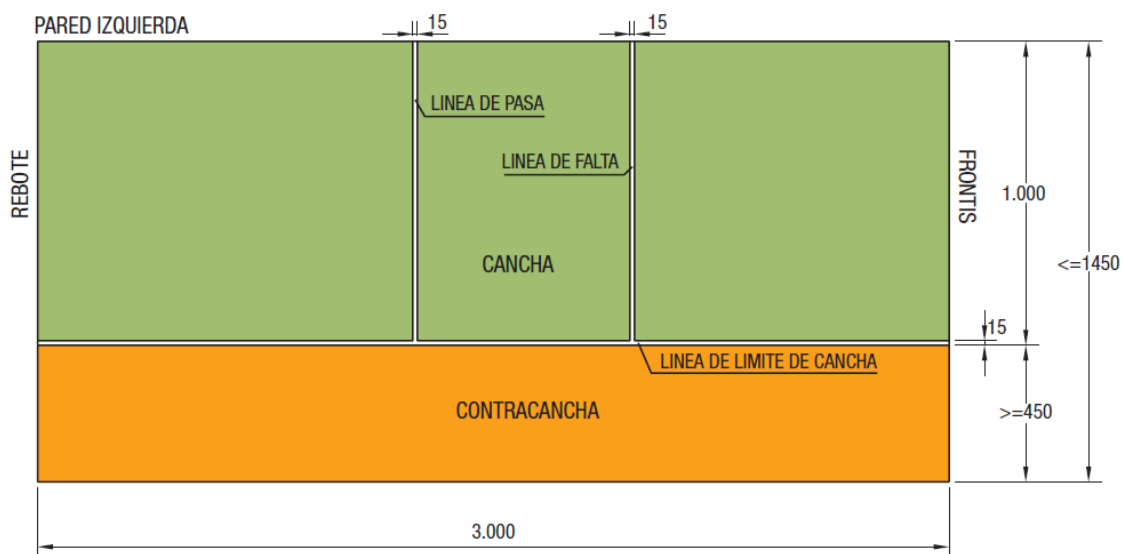 PARED IZQUIERDA
15
15
LINEA DE PASA
LINEA DE FALTA
REBOTE
FRONTIS
1.000
CANCHA
<=1450
15
LINEA DE LIMITE DE CANCHA
CONTRACANCHA
>=450
3.000